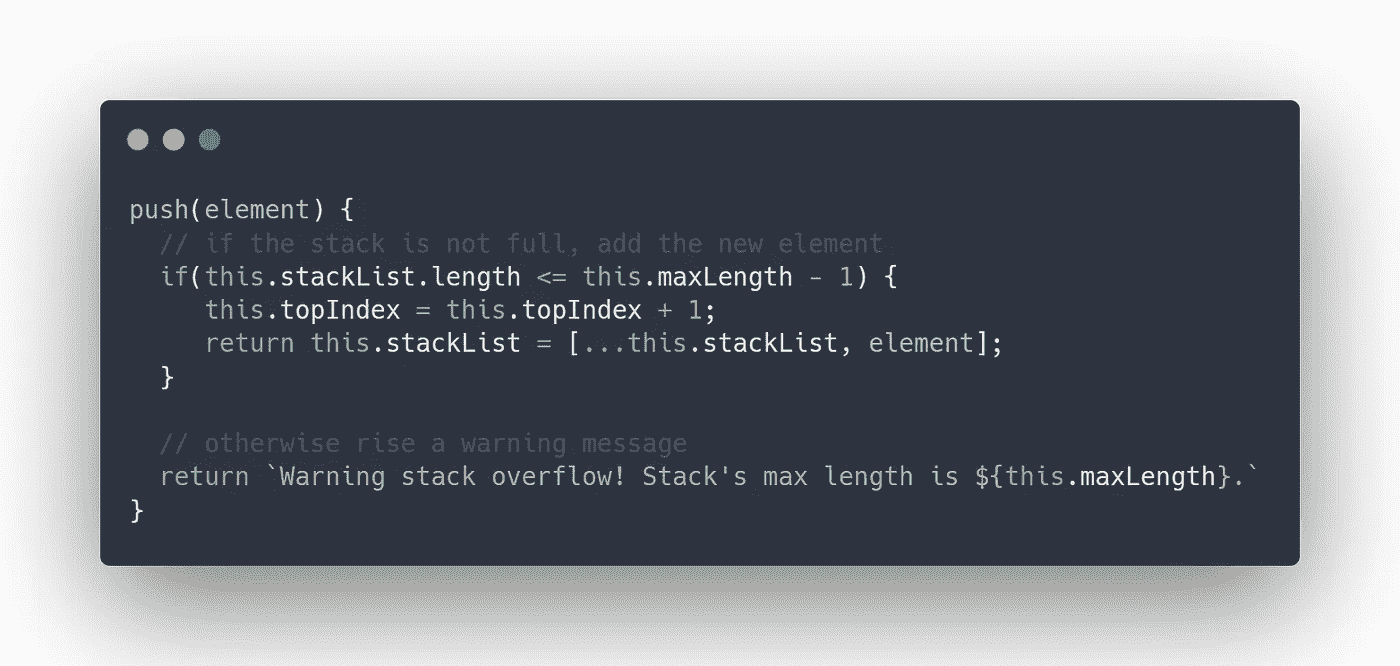 push(element) {
  // if the stack is not full, add the new element
  if(this.stackList.length <= this.maxLength - 1) {
     this.topIndex = this.topIndex + 1;
     return this.stackList = [...this.stackList, element];
  }

  // otherwise rise a warning message
  return `Warning stack overflow! Stack's max length is ${this.maxLength}.`
}